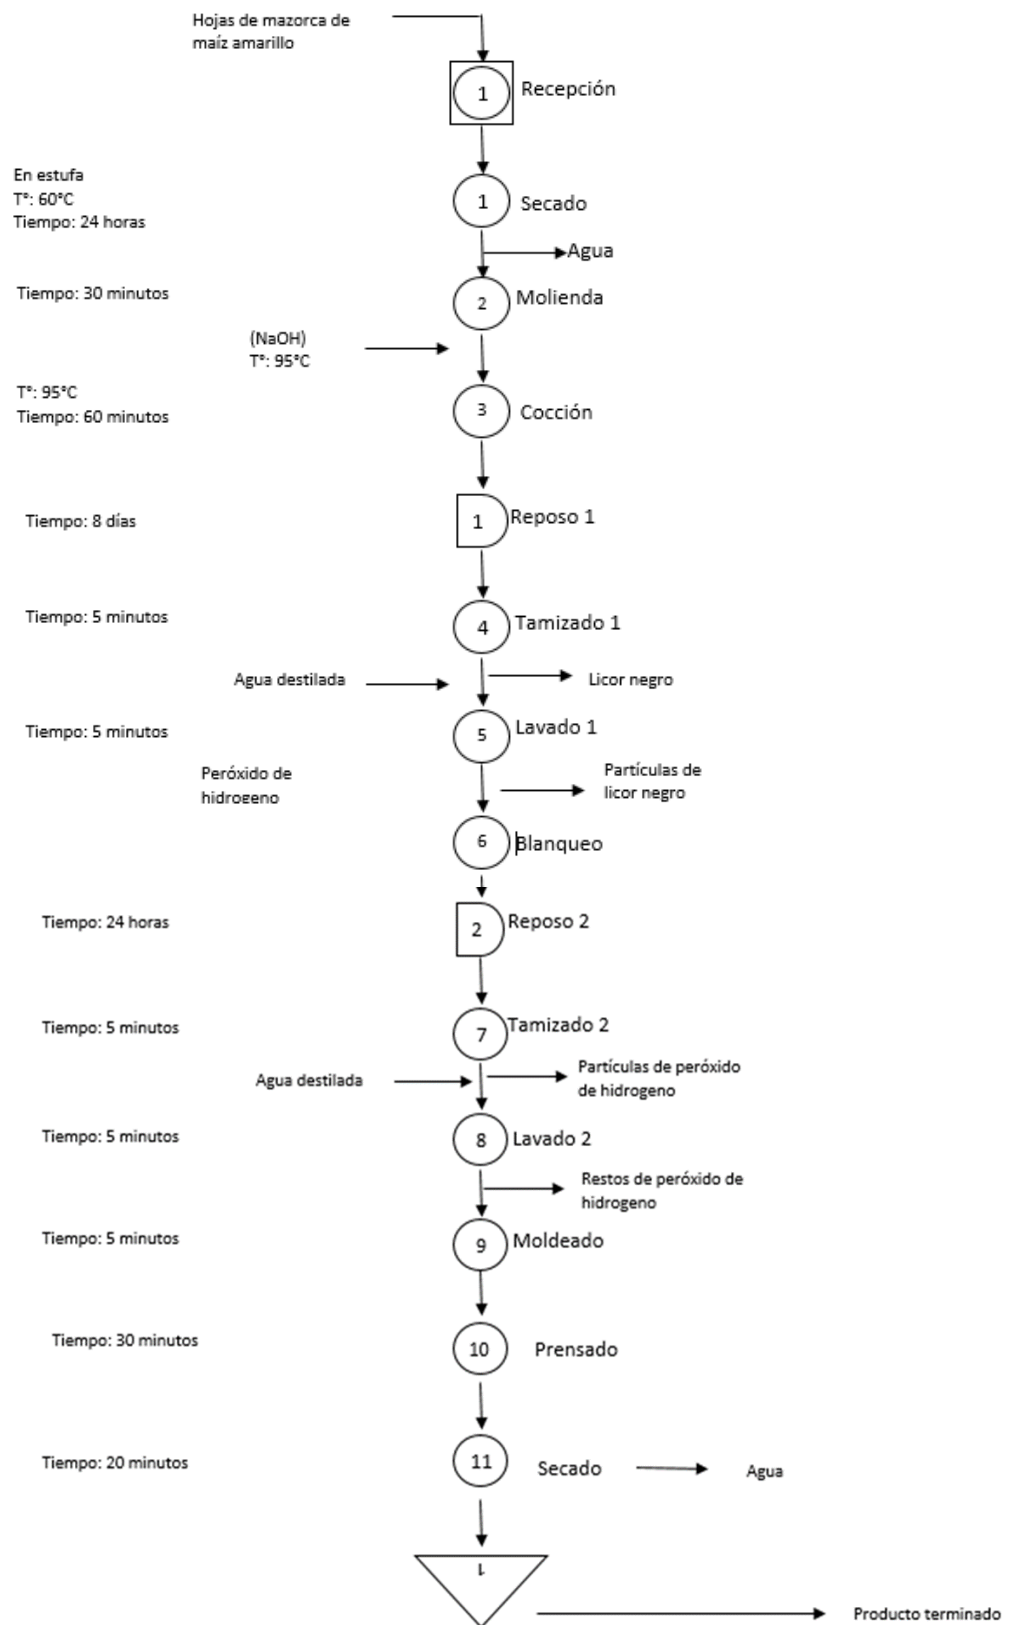 Hojas de mazorca de
maíz amarillo
1
Recepción
En estufa
T°: 60°C
Tiempo: 24 horas
1
Secado
Agua
Tiempo: 30 minutos
2
Molienda
(NaOH)
T°: 95°C
T°: 95°C
Tiempo: 60 minutos
3
Cocción
Tiempo: 8 días
1
Reposo 1
Tiempo: 5 minutos
4
Tamizado 1
Agua destilada
Licor negro
Tiempo: 5 minutos
5
Lavado 1
Peróxido de
hidrogeno
Partículas de
licor negro
6
Blanqueo
Tiempo: 24 horas
2
Reposo 2
Tiempo: 5 minutos
7
Tamizado 2
Agua destilada
Partículas de peróxido
de hidrogeno
Tiempo: 5 minutos
8
Lavado 2
Restos de peróxido de
hidrogeno
Tiempo: 5 minutos
9
Moldeado
Tiempo: 30 minutos
10
Prensado
Tiempo: 20 minutos
11
Secado
Agua
1
Producto terminado